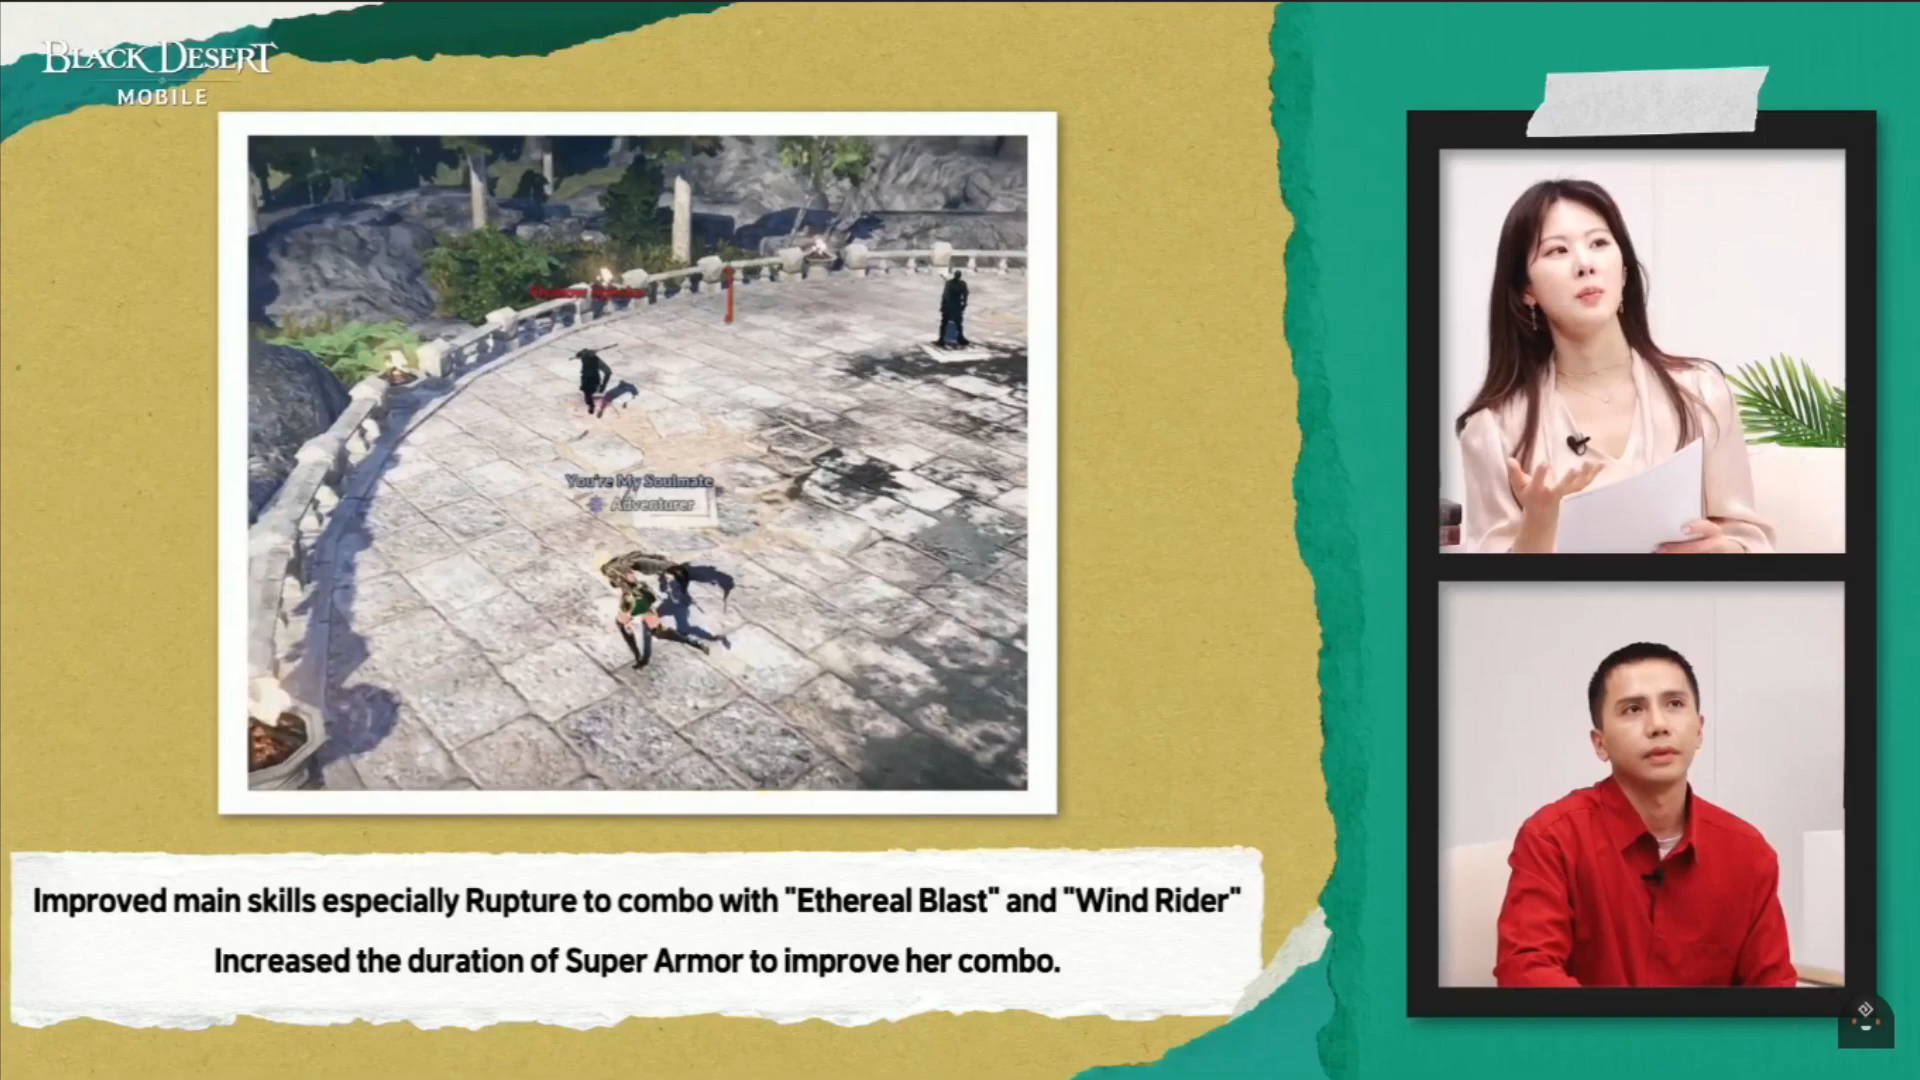 BLACK DESERT
MOBILE
You're My Soulmate
Adventurer
Improved main skills especially Rupture to combo with "Ethereal Blast" and "Wind Rider"
Increased the duration of Super Armor to improve her combo.